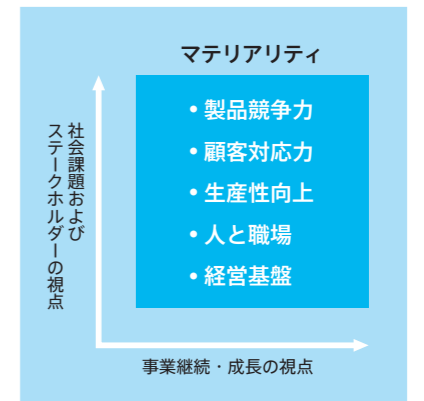 マテリアリティ
社会課題および
ステークホルダーの視点
•製品競争力
•顧客対応力
•生産性向上
•人と職場
•経営基盤
事業継続・成長の視点